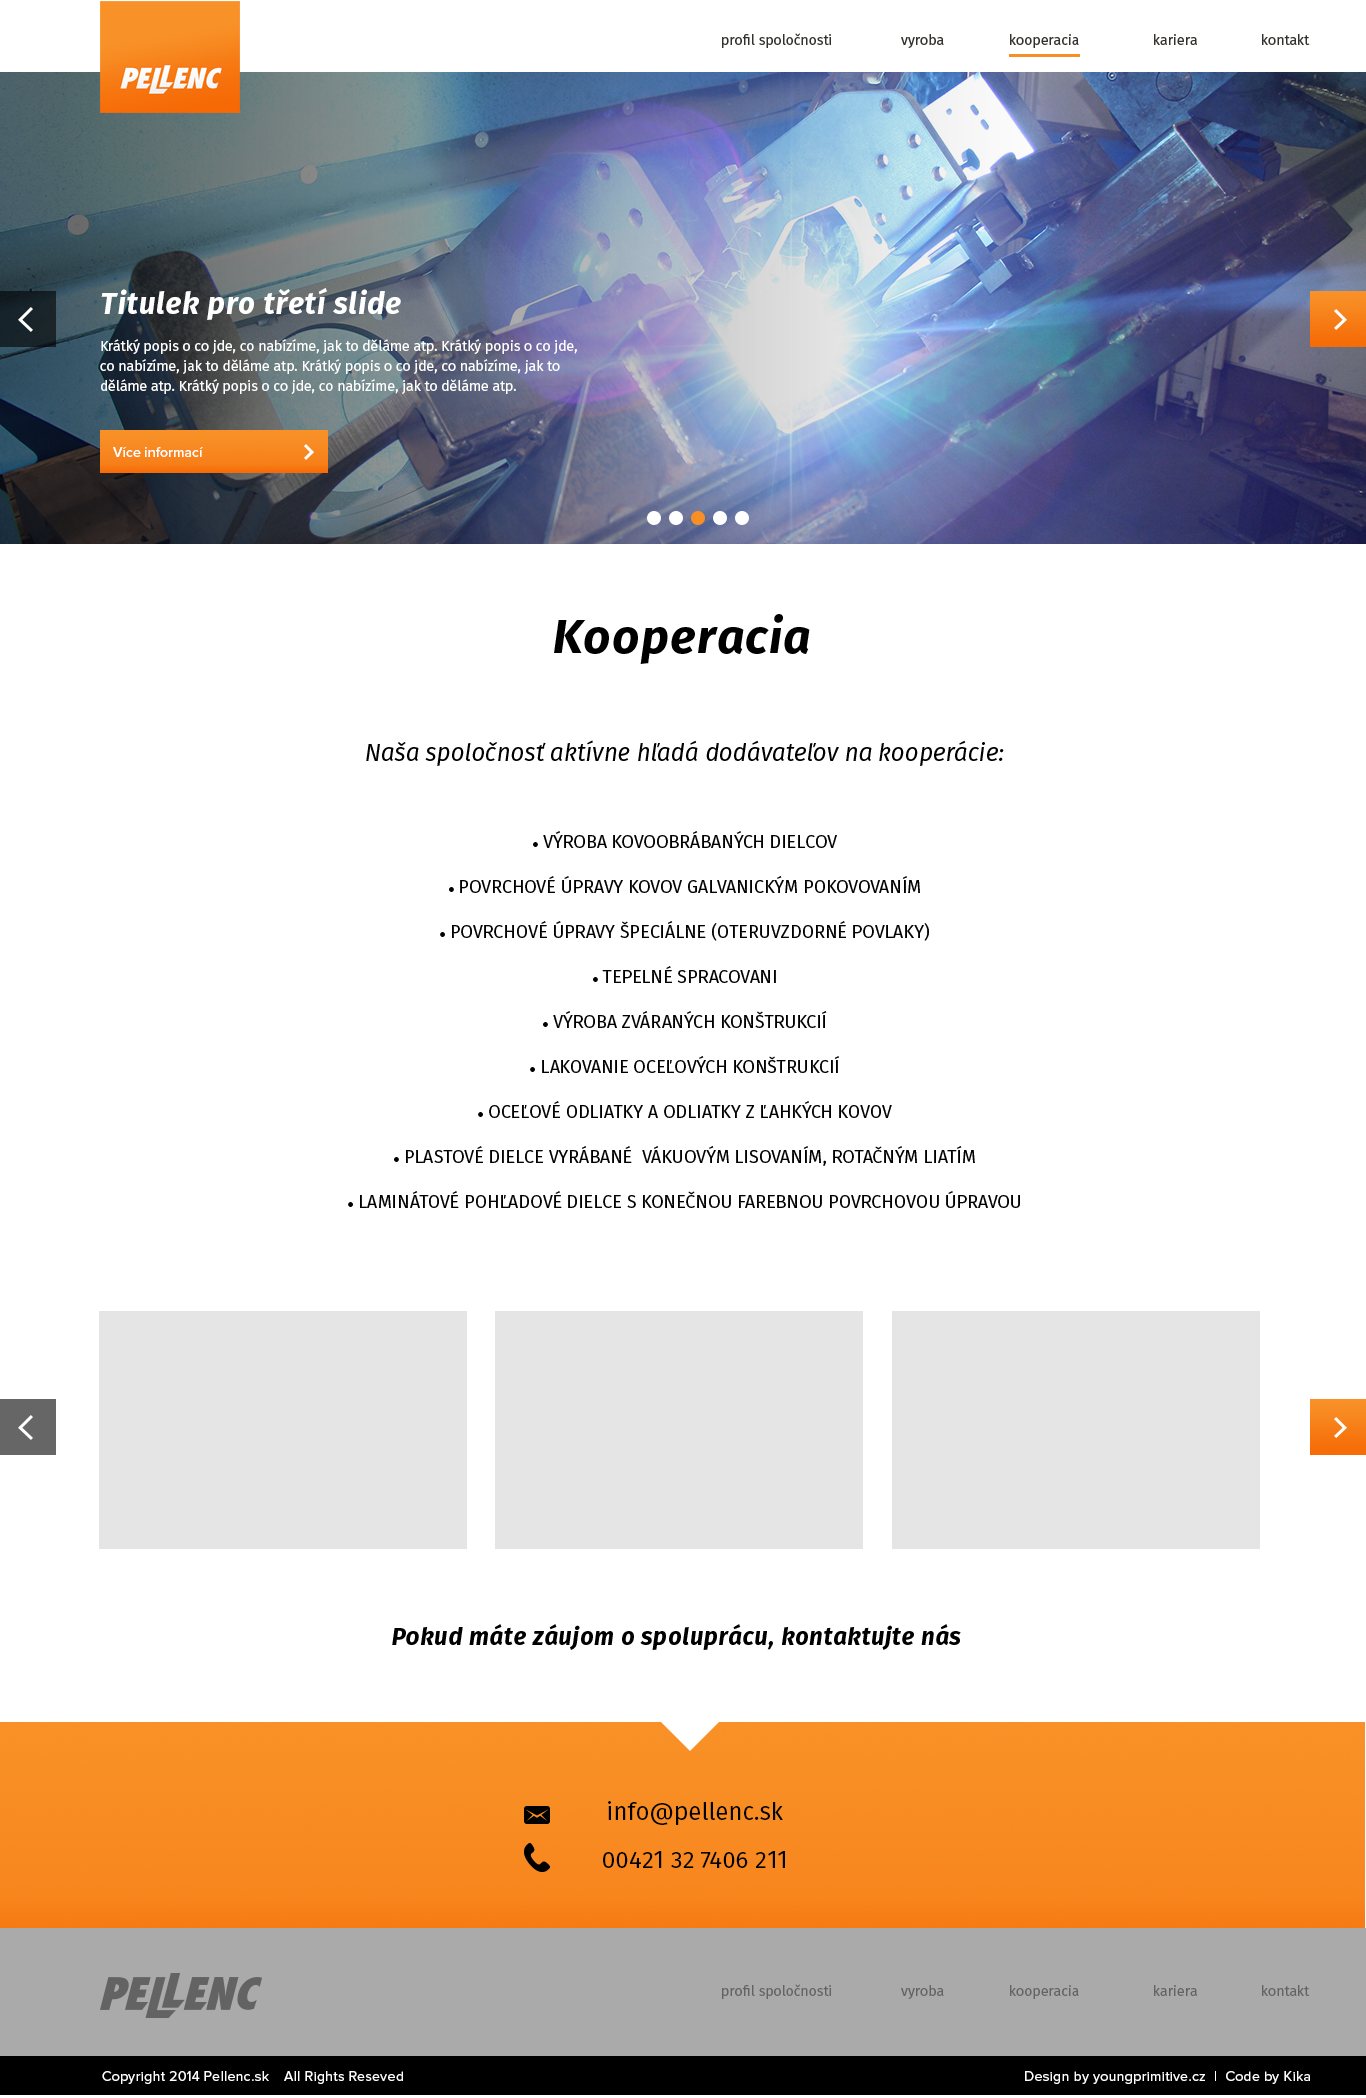 PELLENC
profil spoločnosti
vyroba
kooperacia
kariera
kontakt
Titulek pro třetí slide
Krátký popis o co jde, co nabízíme, jak to děláme atp. Krátký popis o co jde,
co nabízíme, jak to děláme atp. Krátký popis o co jde, co nabízíme, jak to
děláme atp. Krátký popis o co jde, co nabízíme, jak to děláme atp.
Více informací
Kooperacia
Naša spoločnosť aktívne hľadá dodávateľov na kooperácie:
• VÝROBA KOVOOBRÁBANÝCH DIELCOV
• POVRCHOVÉ ÚPRAVY KOVOV GALVANICKÝM POKOVOVANÍM
• POVRCHOVÉ ÚPRAVY ŠPECIÁLNE (OTERUVZDORNÉ POVLAKY)
• TEPELNÉ SPRACOVANI
• VÝROBA ZVÁRANÝCH KONŠTRUKCIÍ
• LAKOVANIE OCEĽOVÝCH KONŠTRUKCIÍ
• OCEĽOVÉ ODLIATKY A ODLIATKY Z ĽAHKÝCH KOVOV
• PLASTOVÉ DIELCE VYRÁBANÉ  VÁKUOVÝM LISOVANÍM, ROTAČNÝM LIATÍM
• LAMINÁTOVÉ POHĽADOVÉ DIELCE S KONEČNOU FAREBNOU POVRCHOVOU ÚPRAVOU
Pokud máte záujom o spoluprácu, kontaktujte nás
info@pellenc.sk
00421 32 7406 211
PELLENC
profil spoločnosti
vyroba
kooperacia
kariera
kontakt
Copyright 2014 Pellenc.sk    All Rights Reseved
Design by youngprimitive.cz  |  Code by Kika